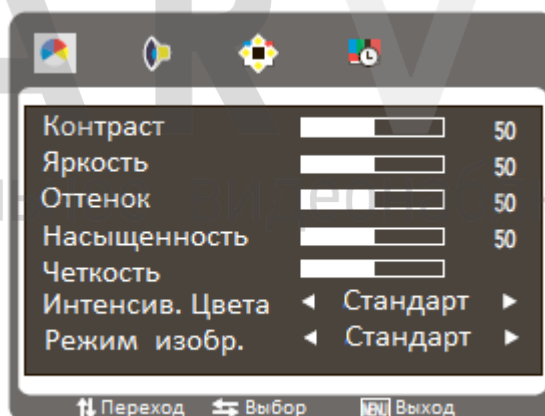 Контраст 50
Яркость 50
Оттенок 50
Насыщенность 50
Четкость
Интенсив. Цвета ◄ Стандарт ►
Режим изобр. ◄ Стандарт ►
Переход Выбор MENU Выход